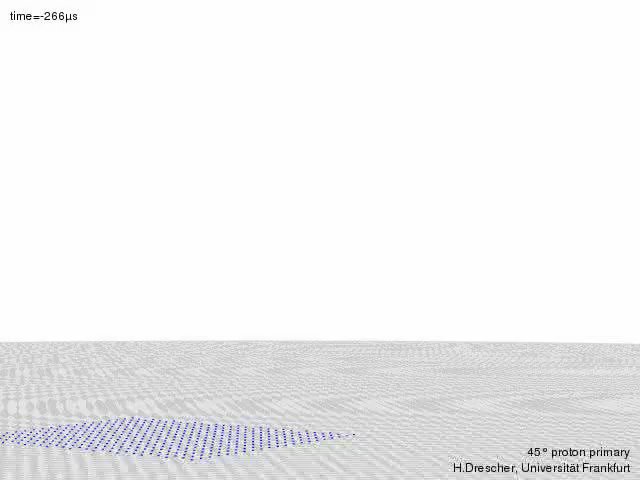 time=-266µs
45° proton primary
H.Drescher, Universität Frankfurt